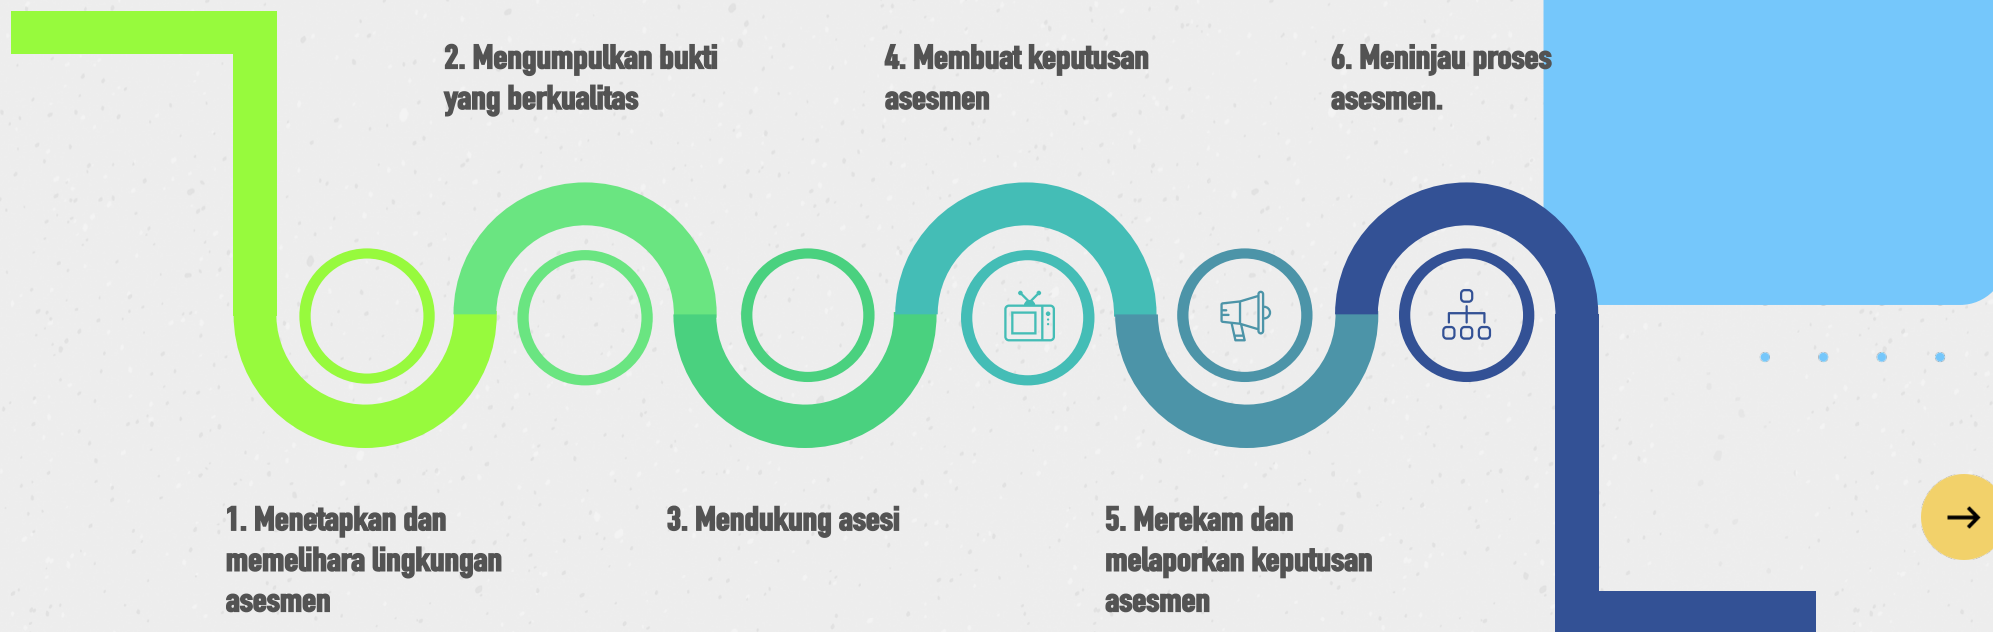 1. Menetapkan dan
memelihara lingkungan
asesmen
2. Mengumpulkan bukti
yang berkualitas
3. Mendukung asesi
4. Membuat keputusan
asesmen
5. Merekam dan
melaporkan keputusan
asesmen
6. Meninjau proses
asesmen.